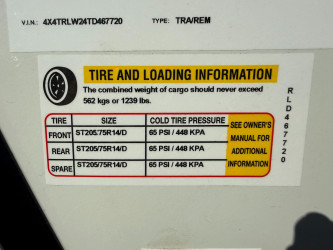 V.I.N.: 4X4TRLW24TD467720 TYPE: TRA/REM
TIRE AND LOADING INFORMATION
The combined weight of cargo should never exceed
562 kgs or 1239 lbs.
TIRE SIZE COLD TIRE PRESSURE
FRONT ST205/75R14/D 65 PSI / 448 KPA
REAR ST205/75R14/D 65 PSI / 448 KPA
SPARE ST205/75R14/D 65 PSI / 448 KPA
SEE OWNER'S
MANUAL FOR
ADDITIONAL
INFORMATION
RLD467720